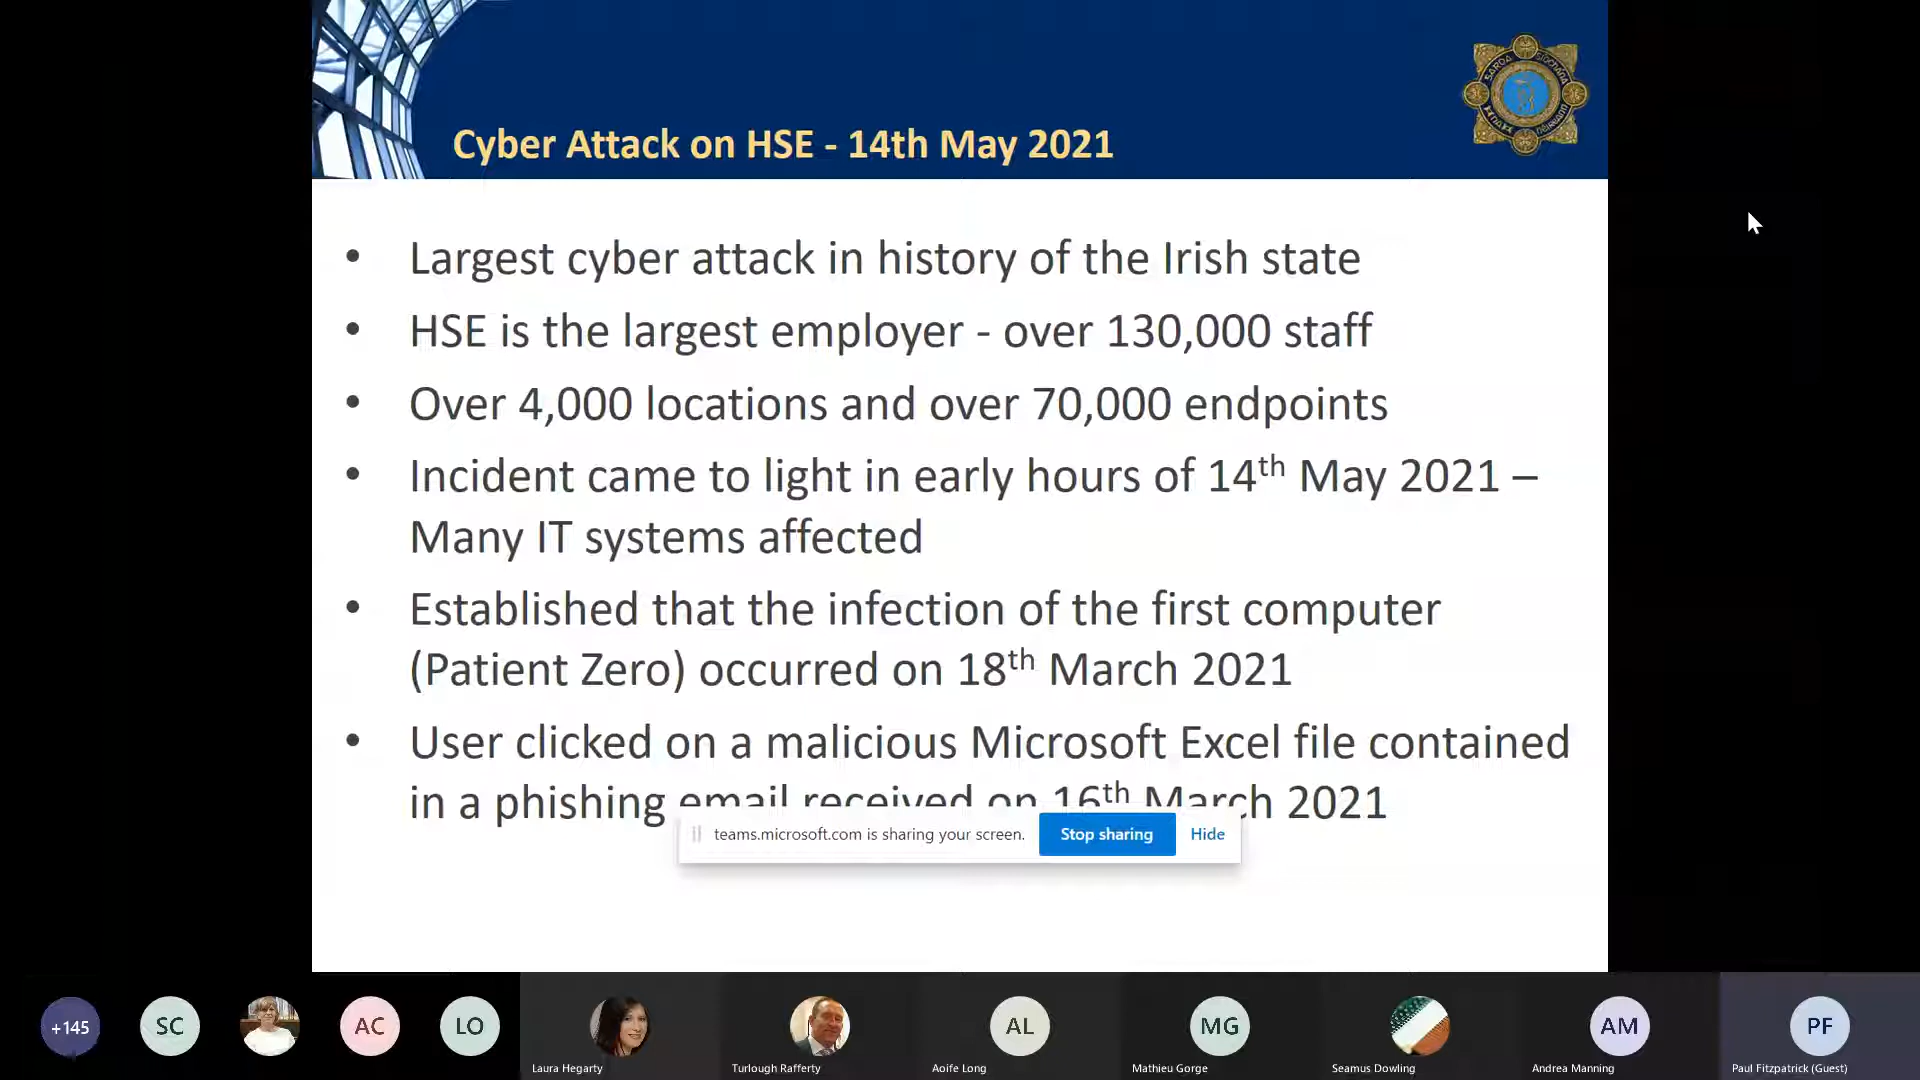 GARDA SÍOCHÁNA NA hÉIREANN
Cyber Attack on HSE - 14th May 2021
• Largest cyber attack in history of the Irish state
• HSE is the largest employer - over 130,000 staff
• Over 4,000 locations and over 70,000 endpoints
• Incident came to light in early hours of 14th May 2021 –
Many IT systems affected
• Established that the infection of the first computer
(Patient Zero) occurred on 18th March 2021
• User clicked on a malicious Microsoft Excel file contained
in a phishing email received on 16th March 2021
teams.microsoft.com is sharing your screen. Stop sharing Hide
+145 SC AC LO AL MG AM PF
Laura Hegarty Turlough Rafferty Aoife Long Mathieu Gorge Seamus Dowling Andrea Manning Paul Fitzpatrick (Guest)